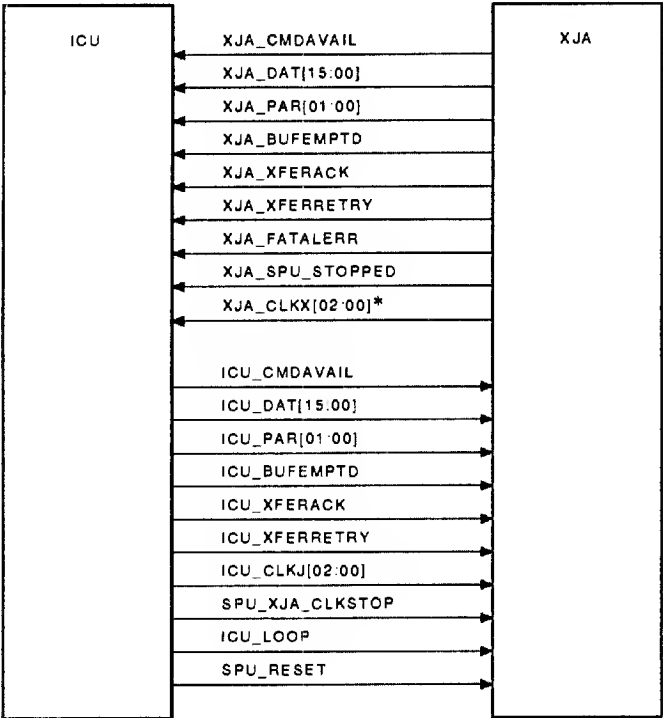 ICU
XJA
XJA_CMDAVAIL
XJA_DAT[15:00]
XJA_PAR[01:00]
XJA_BUFEMPTD
XJA_XFERACK
XJA_XFERRETRY
XJA_FATALERR
XJA_SPU_STOPPED
XJA_CLKX[02:00]*
ICU_CMDAVAIL
ICU_DAT[15:00]
ICU_PAR[01:00]
ICU_BUFEMPTD
ICU_XFERACK
ICU_XFERRETRY
ICU_CLKJ[02:00]
SPU_XJA_CLKSTOP
ICU_LOOP
SPU_RESET